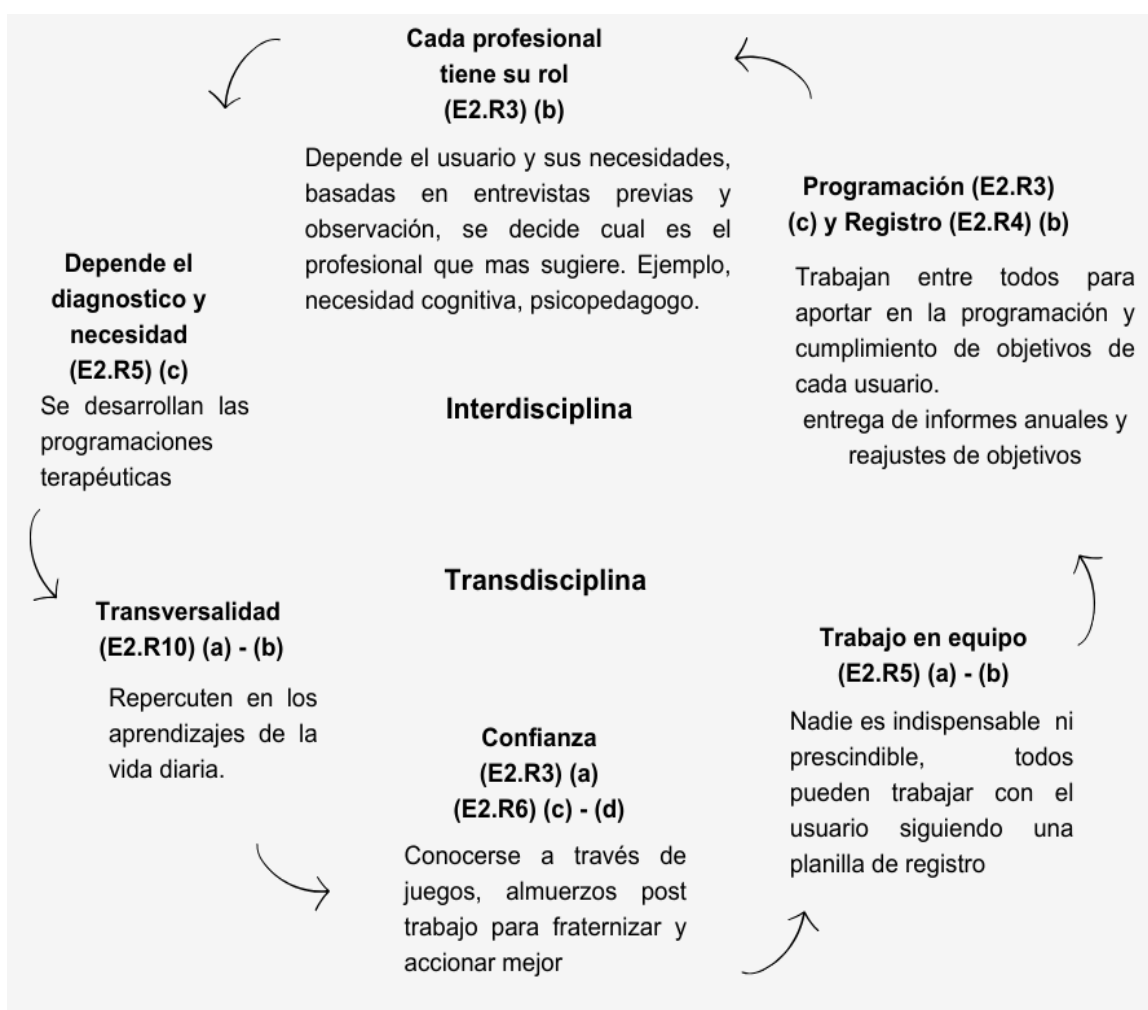 Cada profesional
tiene su rol
(E2.R3) (b)
Depende el usuario y sus necesidades,
basadas en entrevistas previas y
observación, se decide cual es el
profesional que mas sugiere. Ejemplo,
necesidad cognitiva, psicopedagogo.
Programación (E2.R3)
(c) y Registro (E2.R4) (b)
Trabajan entre todos para
aportar en la programación y
cumplimiento de objetivos de
cada usuario.
entrega de informes anuales y
reajustes de objetivos
Depende el
diagnostico y
necesidad
(E2.R5) (c)
Se desarrollan las
programaciones
terapéuticas
Interdisciplina
Transdisciplina
Transversalidad
(E2.R10) (a) - (b)
Repercuten en los
aprendizajes de la
vida diaria.
Confianza
(E2.R3) (a)
(E2.R6) (c) - (d)
Conocerse a través de
juegos, almuerzos post
trabajo para fraternizar y
accionar mejor
Trabajo en equipo
(E2.R5) (a) - (b)
Nadie es indispensable ni
prescindible, todos
pueden trabajar con el
usuario siguiendo una
planilla de registro